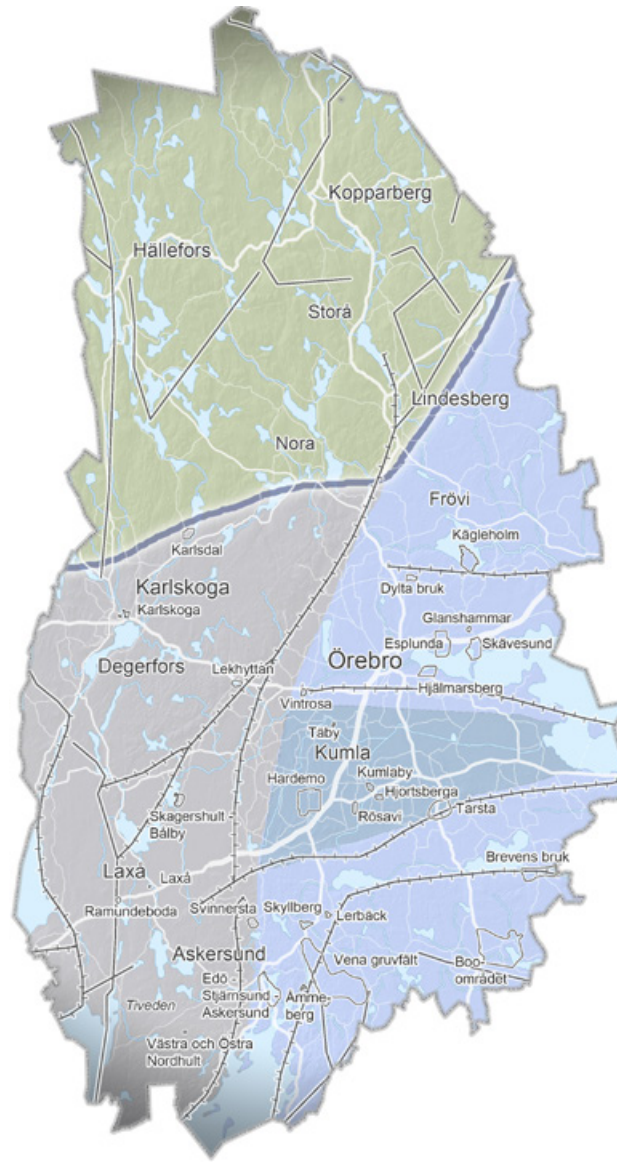 Kopparberg
Hällefors
Storå
Lindesberg
Nora
Frövi
Kägleholm
Karlsdal
Dylta bruk
Karlskoga
Karlskoga
Glanshammar
Esplunda
Skävesund
Degerfors
Lekhyttan
Örebro
Hjälmarsberg
Vintrosa
Täby
Kumla
Hardemo
Kumlaby
Hjortsberga
Rösavi
Tarsta
Skagershult -
Bålby
Brevens bruk
Laxå
Laxå
Ramundeboda
Svinnersta
Skyllberg
Lerbäck
Askersund
Vena gruvfält
Boo-
området
Edö -
Stjärnsund -
Askersund
Åmme-
berg
Tiveden
Västra och Östra
Nordhult